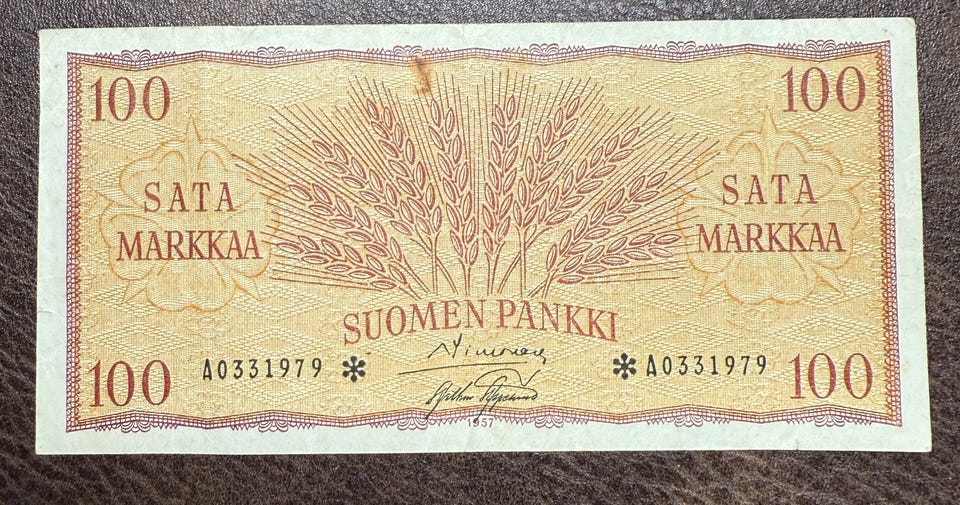 100 100
SATA MARKKAA
SATA MARKKAA
SUOMEN PANKKI
A0331979 * * A0331979
100 100
1957